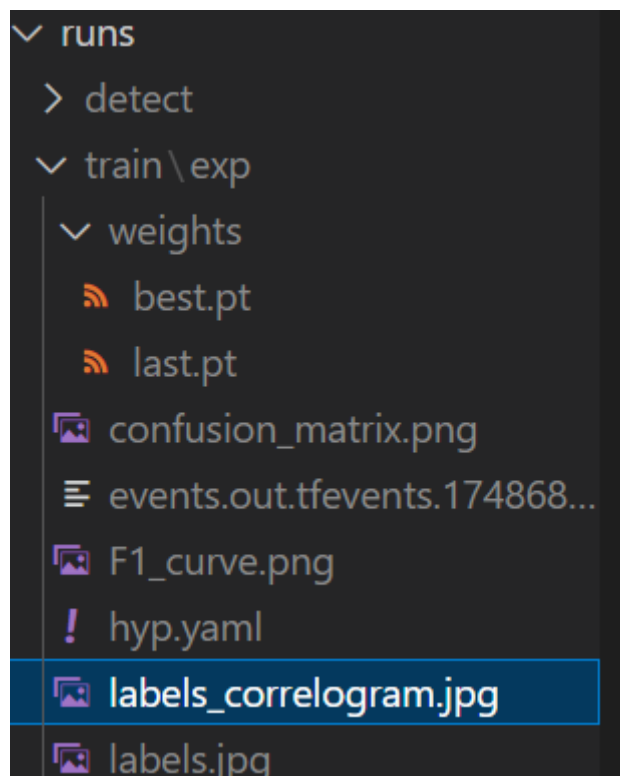 runs
detect
train\exp
weights
best.pt
last.pt
confusion_matrix.png
events.out.tfevents.174868...
F1_curve.png
hyp.yaml
labels_correlogram.jpg
labels.jpg